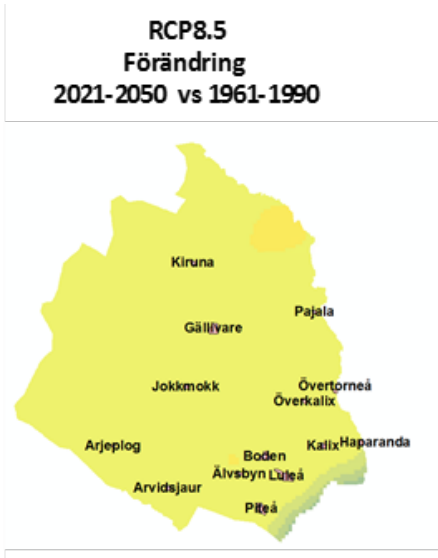 RCP8.5
Förändring
2021-2050 vs 1961-1990
Kiruna
Pajala
Gällivare
Jokkmokk
Övertorneå
Överkalix
Arjeplog
Kalix
Haparanda
Boden
Älvsbyn
Luleå
Arvidsjaur
Piteå